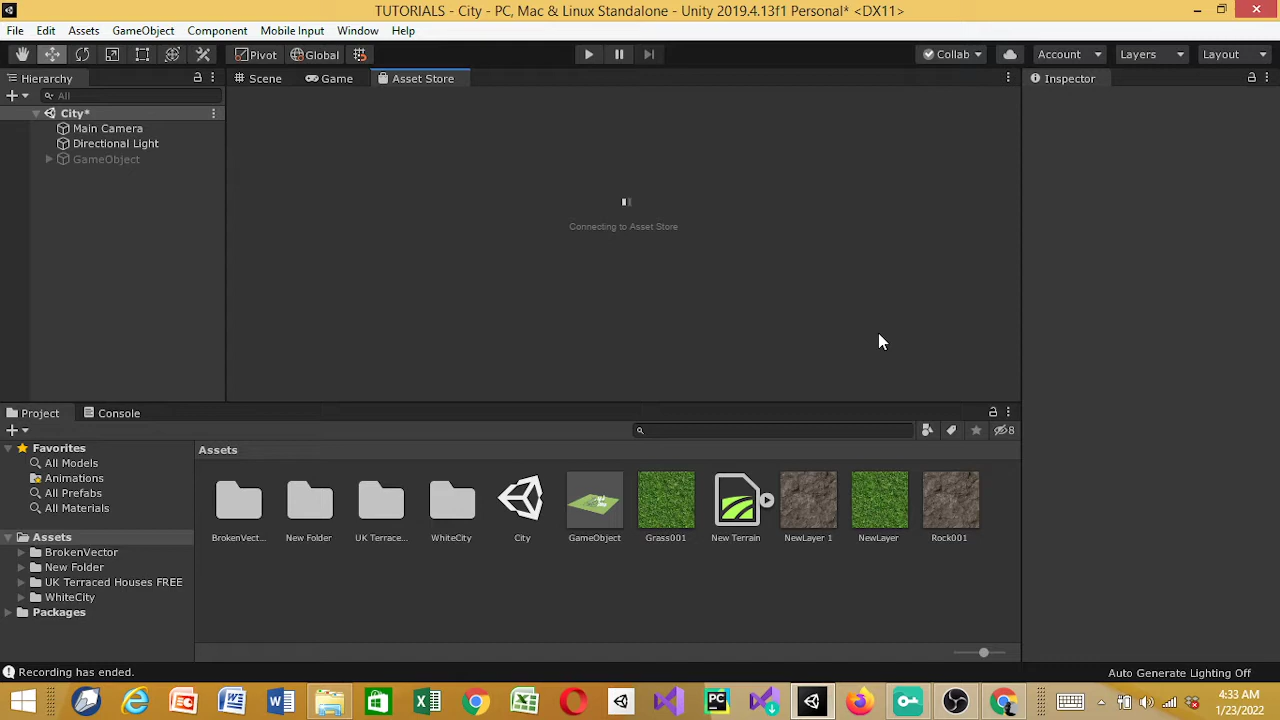 TUTORIALS - City - PC, Mac & Linux Standalone - Unity 2019.4.13f1 Personal* <DX11>
File Edit Assets GameObject Component Mobile Input Window Help
Pivot Global Collab Account Layers Layout
Hierarchy Scene Game Asset Store Inspector
All
City*
Main Camera
Directional Light
GameObject
Connecting to Asset Store
Project Console
8
Favorites Assets
All Models
Animations
All Prefabs
All Materials
Assets
BrokenVect... New Folder UK Terrace... WhiteCity City GameObject Grass001 New Terrain NewLayer 1 NewLayer Rock001
BrokenVector
New Folder
UK Terraced Houses FREE
WhiteCity
Packages
Recording has ended. Auto Generate Lighting Off
4:33 AM
1/23/2022